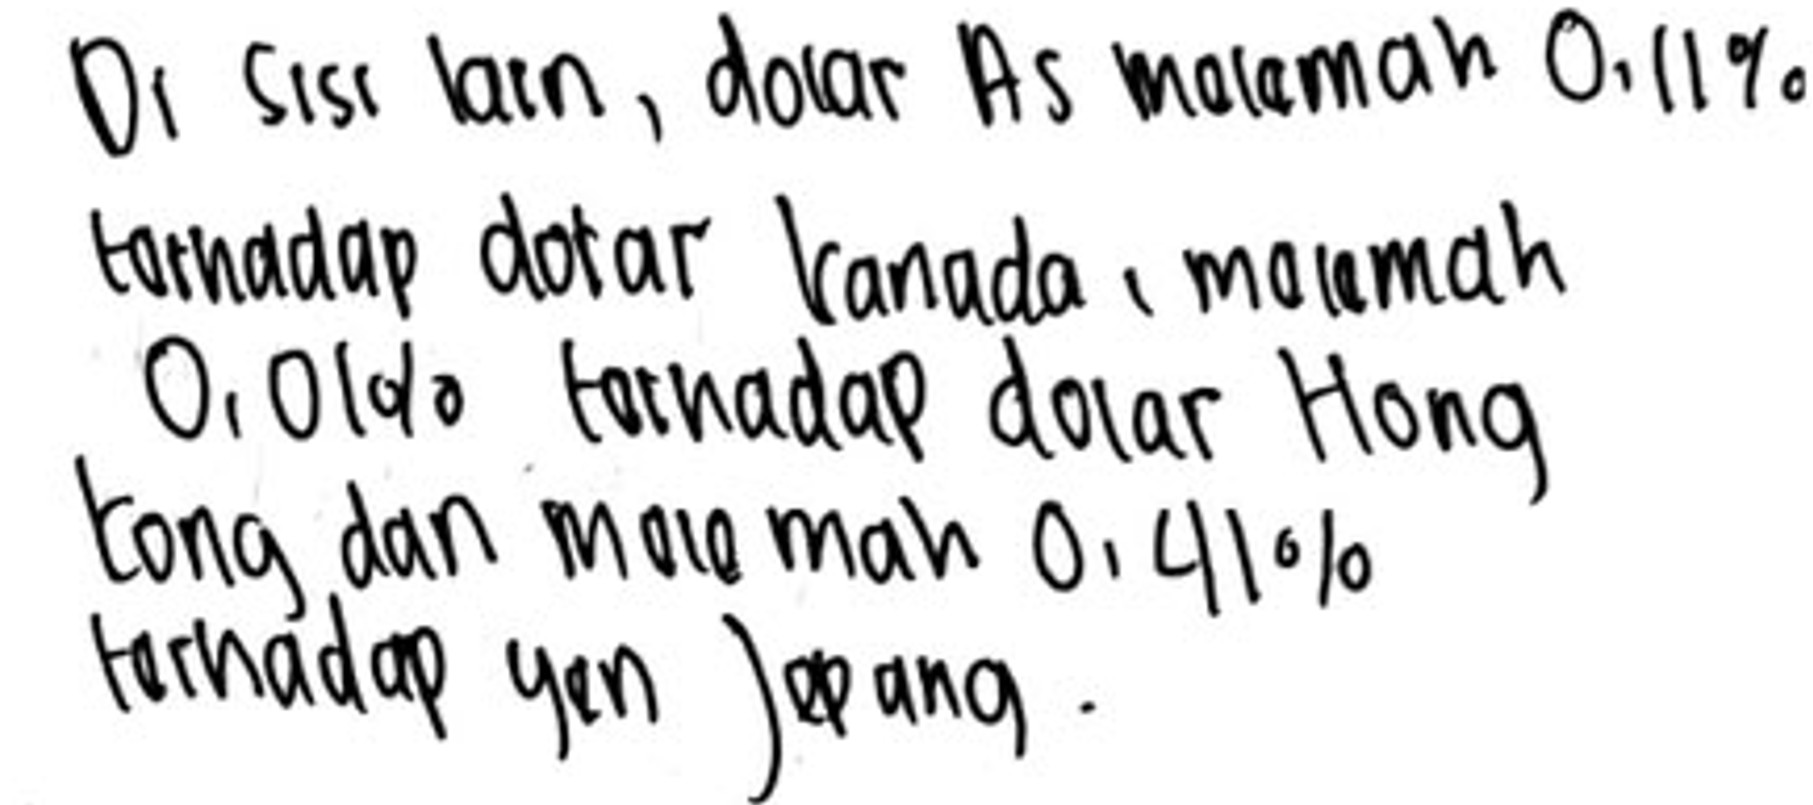 Di sisi lain, dolar As melemah 0,11%
terhadap dolar kanada, melemah
0,01% terhadap dolar Hong
kong dan melemah 0,41%
terhadap yen Jepang.